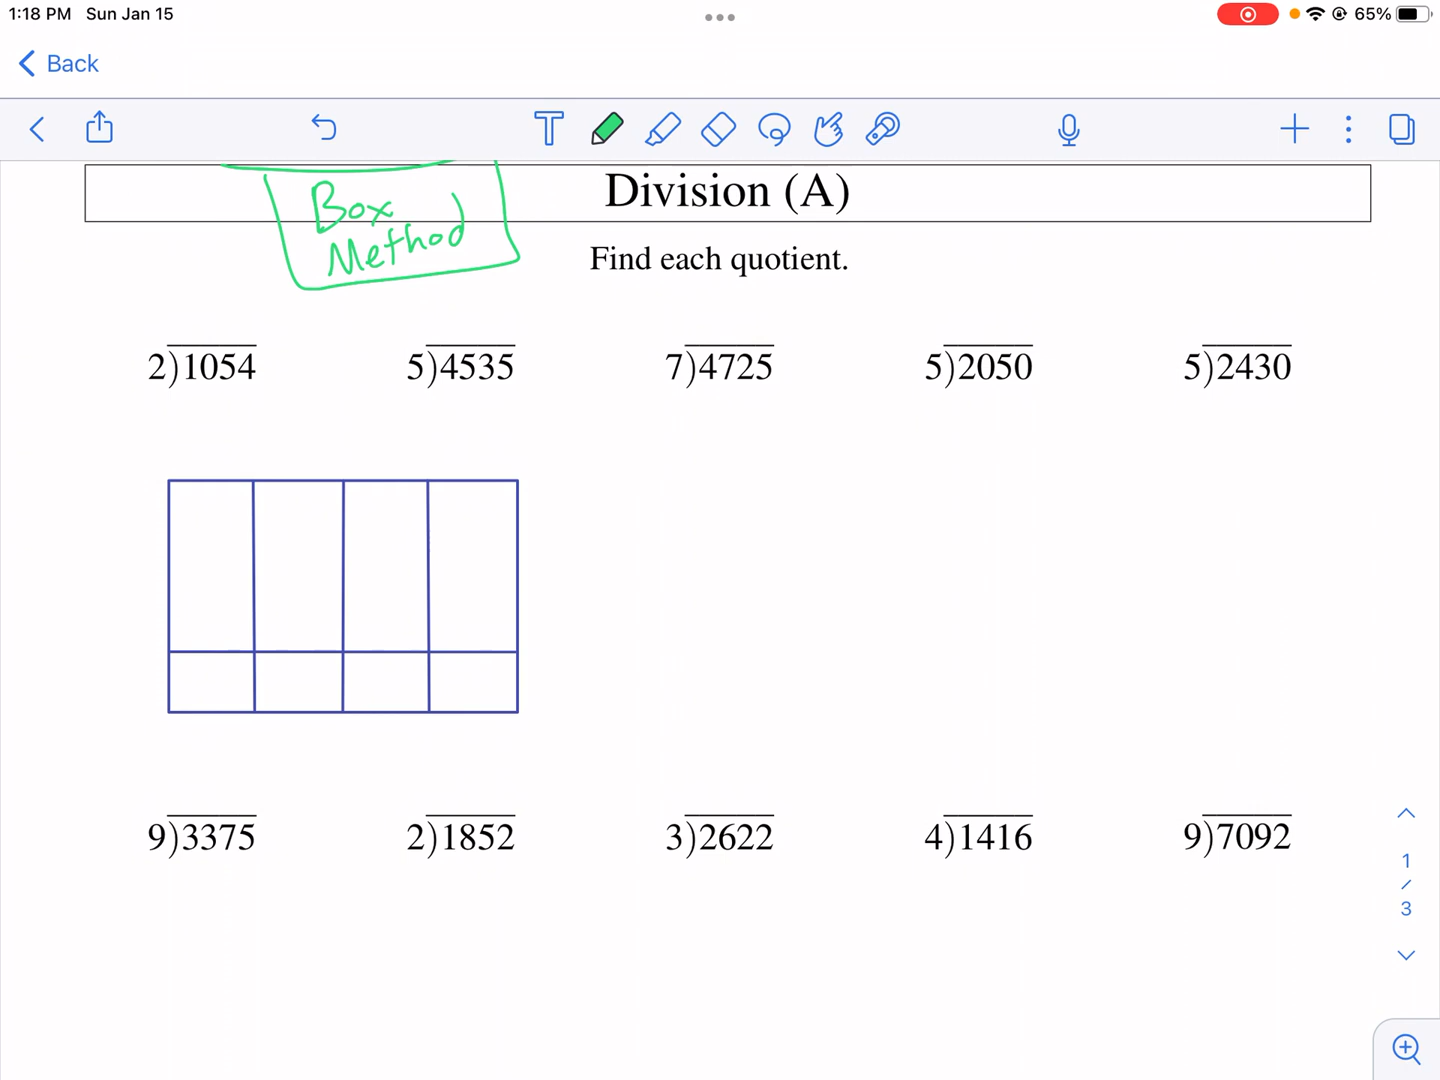 1:18 PM Sun Jan 15 65%
Back
T
Division (A)
Box
Method
Find each quotient.
2)1054 5)4535 7)4725 5)2050 5)2430
9)3375 2)1852 3)2622 4)1416 9)7092
1
/
3